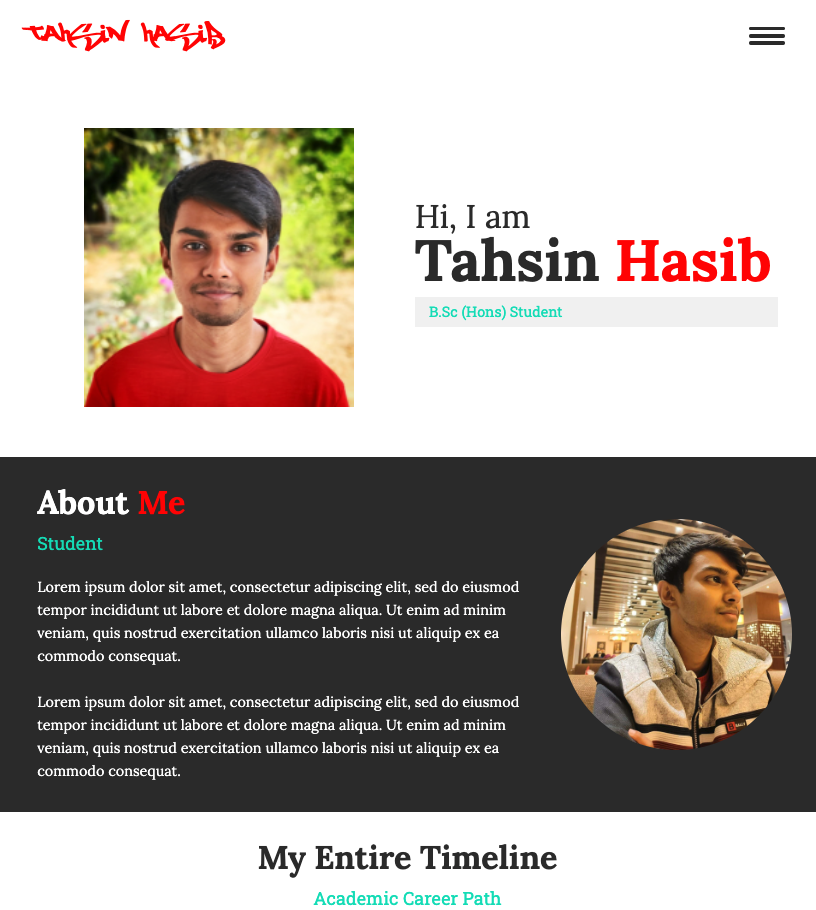 Tahsin Hasib
Hi, I am
Tahsin Hasib
B.Sc (Hons) Student
About Me
Student
Lorem ipsum dolor sit amet, consectetur adipiscing elit, sed do eiusmod
tempor incididunt ut labore et dolore magna aliqua. Ut enim ad minim
veniam, quis nostrud exercitation ullamco laboris nisi ut aliquip ex ea
commodo consequat.
Lorem ipsum dolor sit amet, consectetur adipiscing elit, sed do eiusmod
tempor incididunt ut labore et dolore magna aliqua. Ut enim ad minim
veniam, quis nostrud exercitation ullamco laboris nisi ut aliquip ex ea
commodo consequat.
My Entire Timeline
Academic Career Path